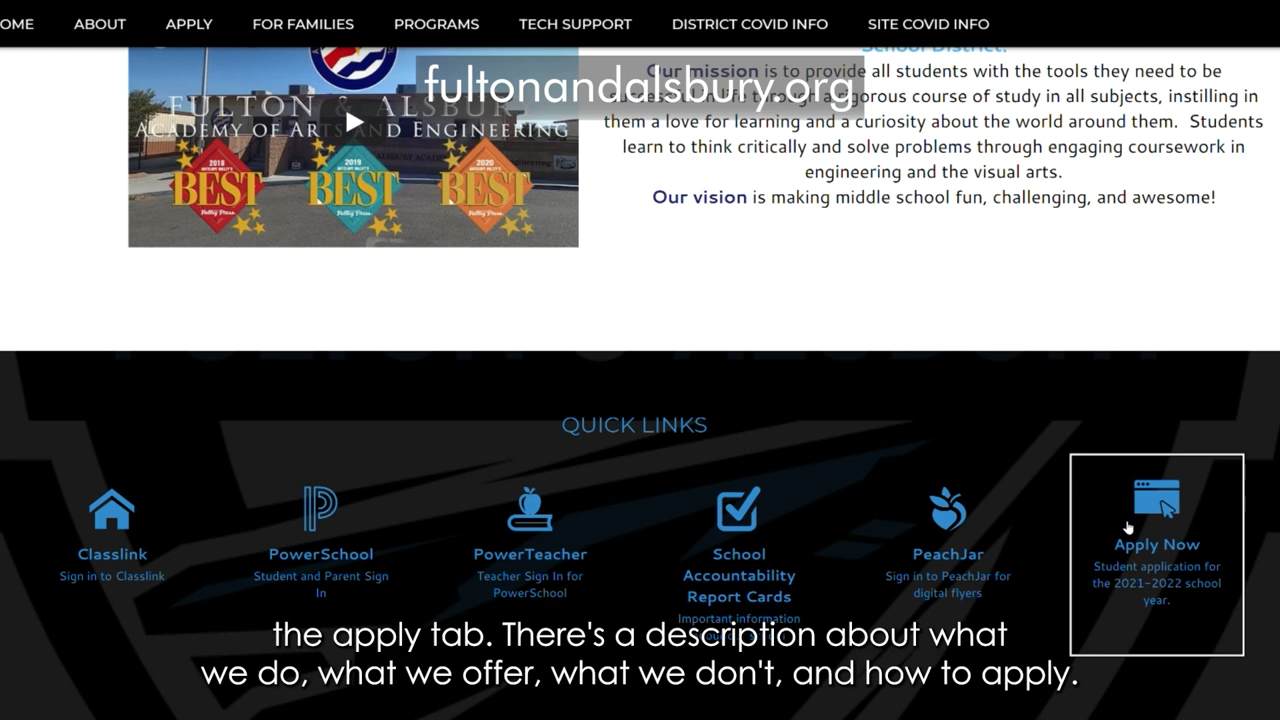 OME ABOUT APPLY FOR FAMILIES PROGRAMS TECH SUPPORT DISTRICT COVID INFO SITE COVID INFO
School District.
fultonandalsbury.org
Our mission is to provide all students with the tools they need to be
rigorous course of study in all subjects, instilling in
them a love for learning and a curiosity about the world around them. Students
learn to think critically and solve problems through engaging coursework in
engineering and the visual arts.
Our vision is making middle school fun, challenging, and awesome!
FULTON & ALSBUR
ACADEMY OF ARTS AND ENGINEERING
2018 BEST
2019 BEST
2020 BEST
QUICK LINKS
Classlink
Sign in to Classlink
PowerSchool
Student and Parent Sign
In
PowerTeacher
Teacher Sign In for
PowerSchool
School
Accountability
Report Cards
Important information
PeachJar
Sign in to PeachJar for
digital flyers
Apply Now
Student application for
the 2021-2022 school
year.
the apply tab. There's a description about what
we do, what we offer, what we don't, and how to apply.